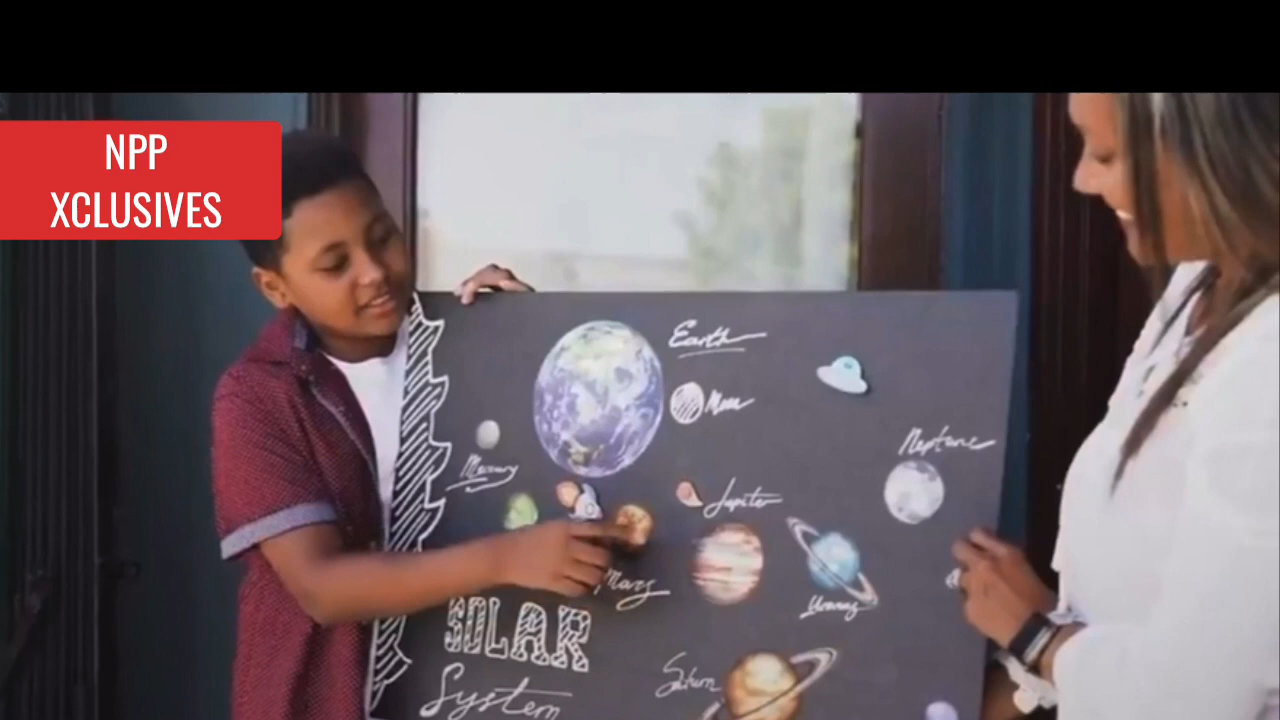 NPP
XCLUSIVES
Earth
Moon
Neptune
Mercury
Jupiter
Mars
Uranus
SOLAR
Saturn
System